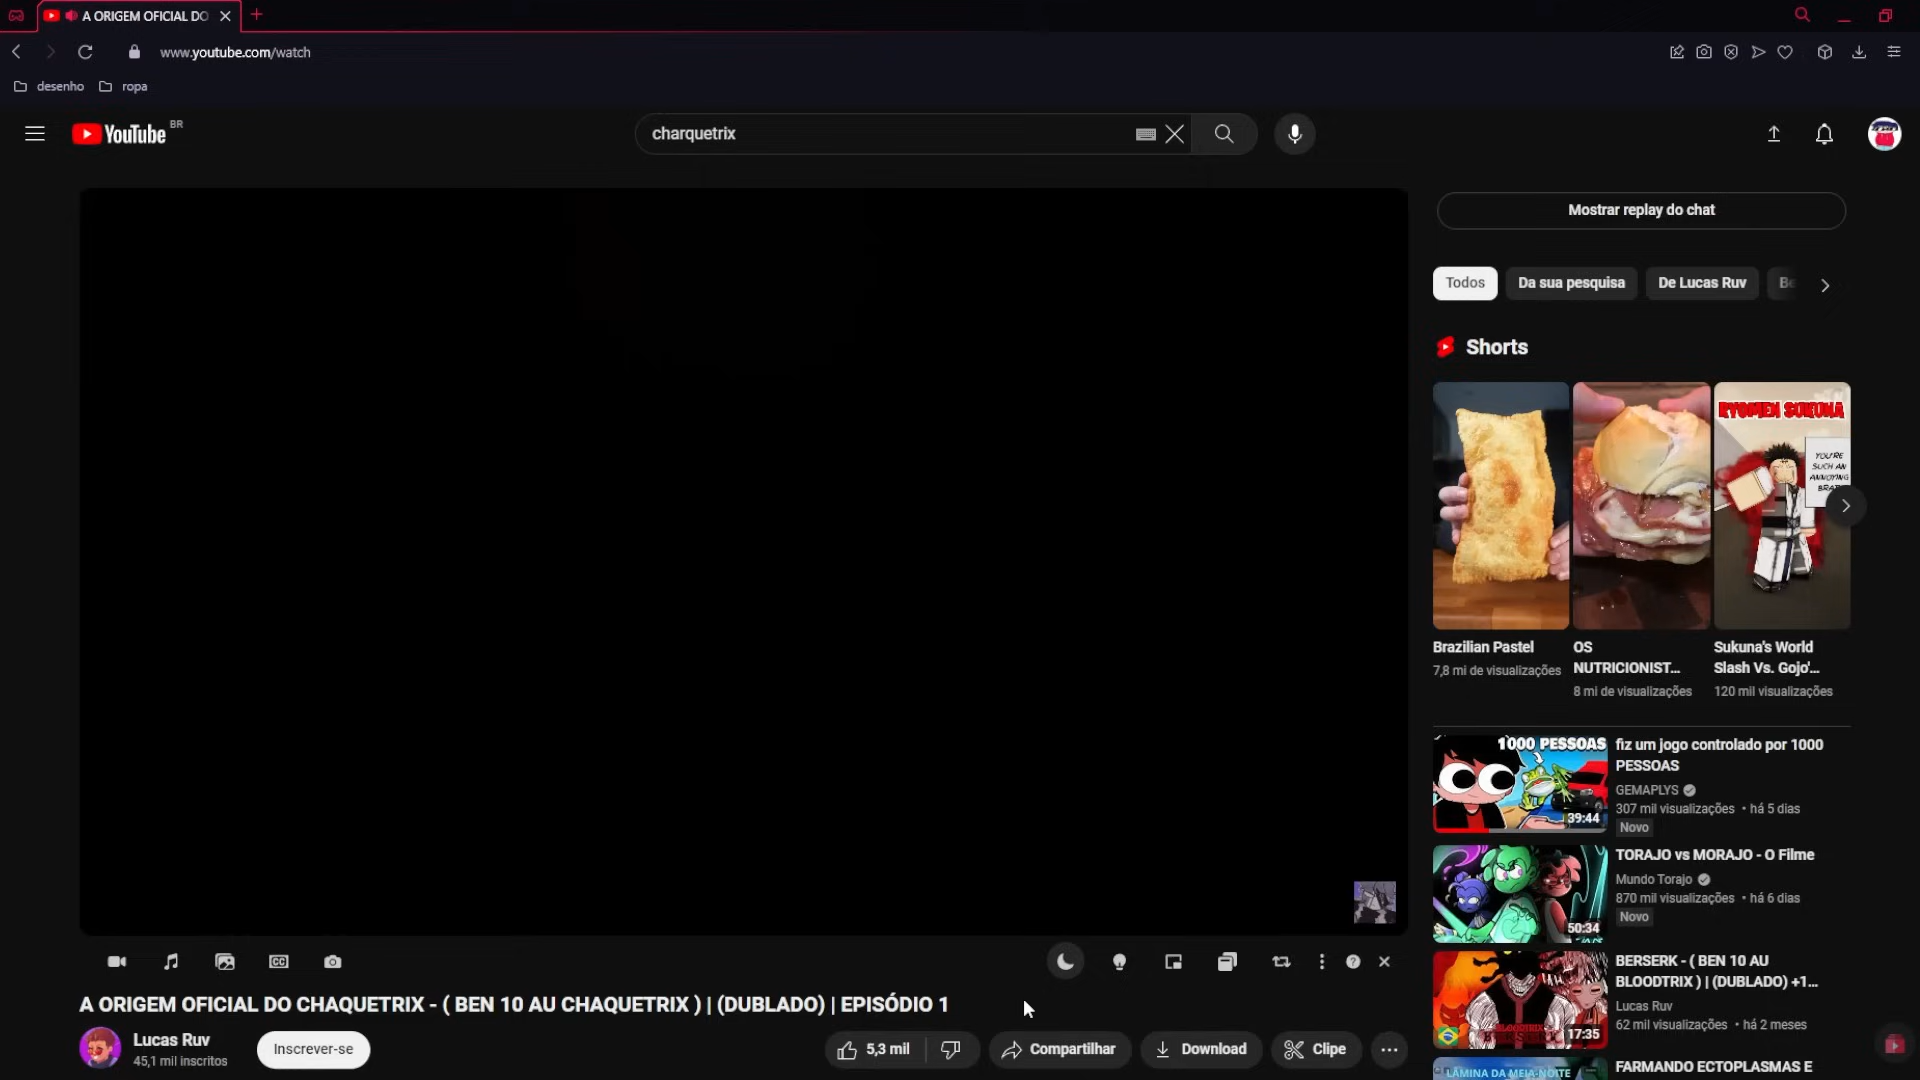 A ORIGEM OFICIAL DO
www.youtube.com/watch
desenho
ropa
YouTube BR
charquetrix
Mostrar replay do chat
Todos
Da sua pesquisa
De Lucas Ruv
Be
Shorts
RYOMEN SUKUNA
YOU'RE
SUCH AN
ANNOYING
BRAT
Brazilian Pastel
7,8 mi de visualizações
OS
NUTRICIONIST...
8 mi de visualizações
Sukuna's World
Slash Vs. Gojo'...
120 mil visualizações
1000 PESSOAS
39:44
fiz um jogo controlado por 1000
PESSOAS
GEMAPLYS
307 mil visualizações • há 5 dias
Novo
50:34
TORAJO vs MORAJO - O Filme
Mundo Torajo
870 mil visualizações • há 6 dias
Novo
17:35
BERSERK - ( BEN 10 AU
BLOODTRIX ) | (DUBLADO) +1...
Lucas Ruv
62 mil visualizações • há 2 meses
LÂMINA DA MEIA-NOITE
FARMANDO ECTOPLASMAS E
CC
A ORIGEM OFICIAL DO CHAQUETRIX - ( BEN 10 AU CHAQUETRIX ) | (DUBLADO) | EPISÓDIO 1
Lucas Ruv
45,1 mil inscritos
Inscrever-se
5,3 mil
Compartilhar
Download
Clipe